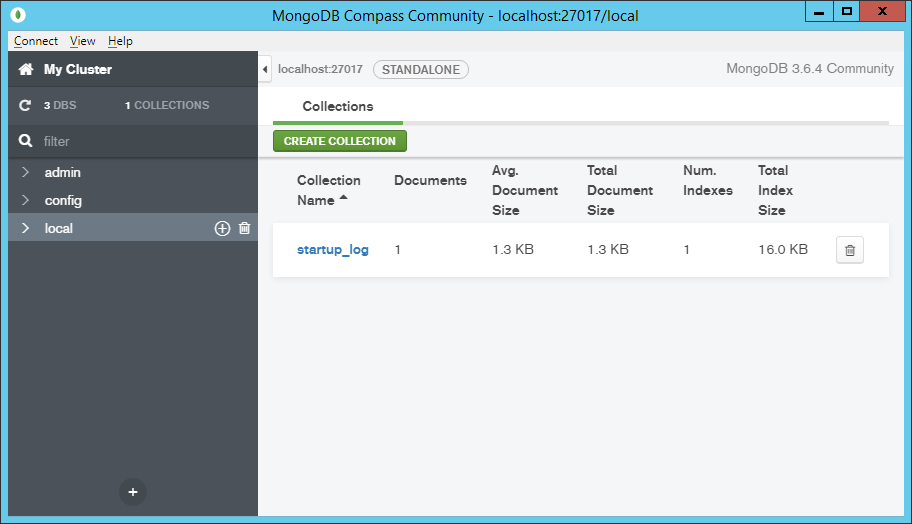 MongoDB Compass Community - localhost:27017/local
Connect View Help
My Cluster
3 DBS 1 COLLECTIONS
filter
admin
config
local
localhost:27017 STANDALONE MongoDB 3.6.4 Community
Collections
CREATE COLLECTION
Collection Name Documents Avg. Document Size Total Document Size Num. Indexes Total Index Size
startup_log 1 1.3 KB 1.3 KB 1 16.0 KB